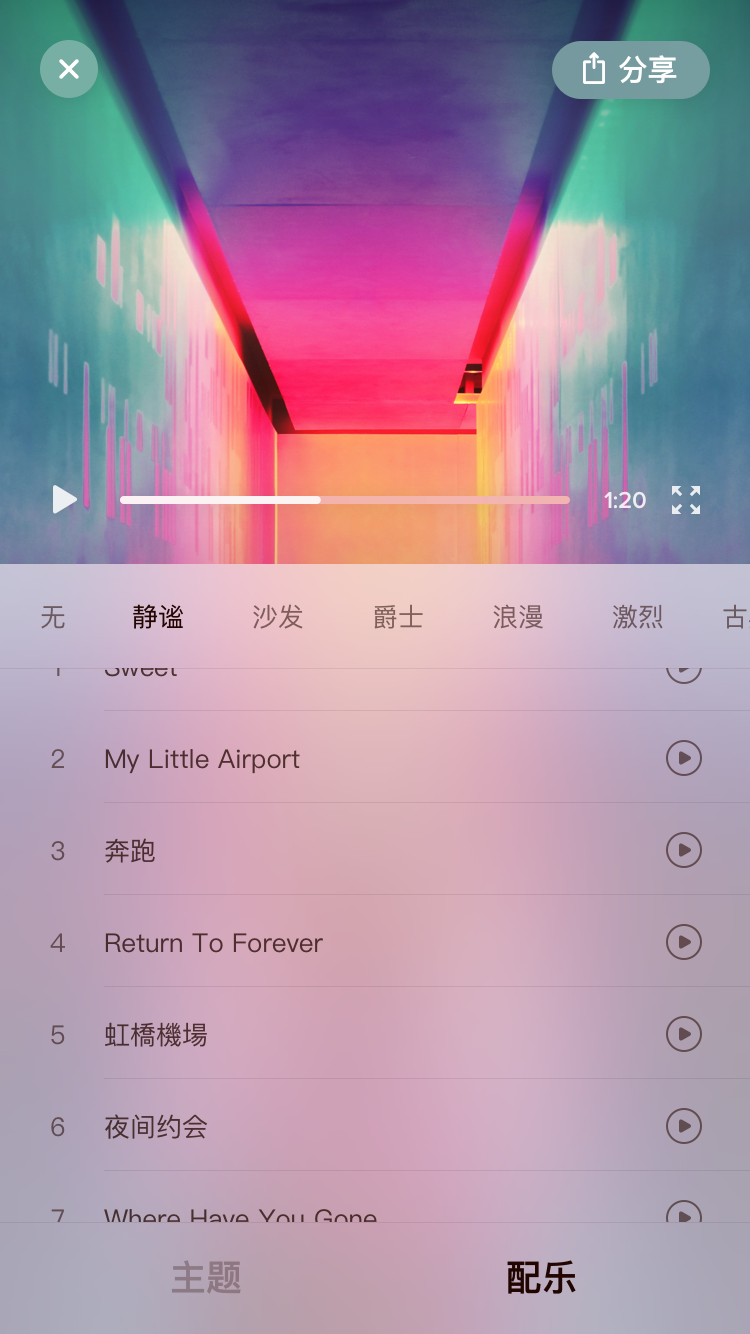 分享
1:20
无 静谧 沙发 爵士 浪漫 激烈 古
1 Sweet
2 My Little Airport
3 奔跑
4 Return To Forever
5 虹橋機場
6 夜间约会
7 Where Have You Gone
主题 配乐